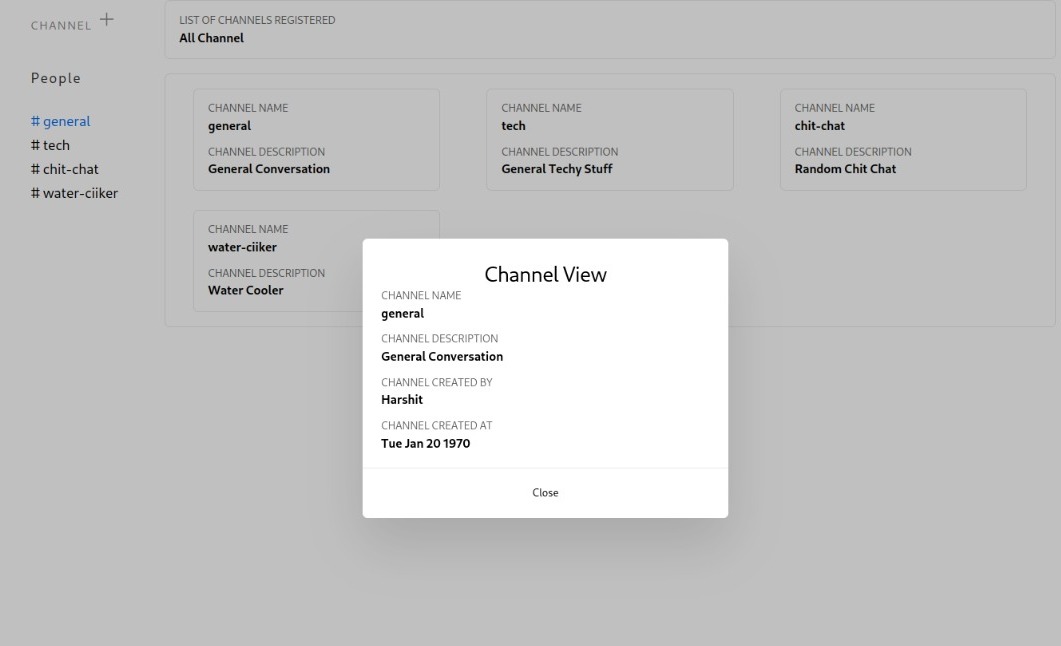 CHANNEL +
People
# general
# tech
# chit-chat
# water-ciiker
LIST OF CHANNELS REGISTERED
All Channel
CHANNEL NAME
general
CHANNEL DESCRIPTION
General Conversation
CHANNEL NAME
tech
CHANNEL DESCRIPTION
General Techy Stuff
CHANNEL NAME
chit-chat
CHANNEL DESCRIPTION
Random Chit Chat
CHANNEL NAME
water-ciiker
CHANNEL DESCRIPTION
Water Cooler
Channel View
CHANNEL NAME
general
CHANNEL DESCRIPTION
General Conversation
CHANNEL CREATED BY
Harshit
CHANNEL CREATED AT
Tue Jan 20 1970
Close